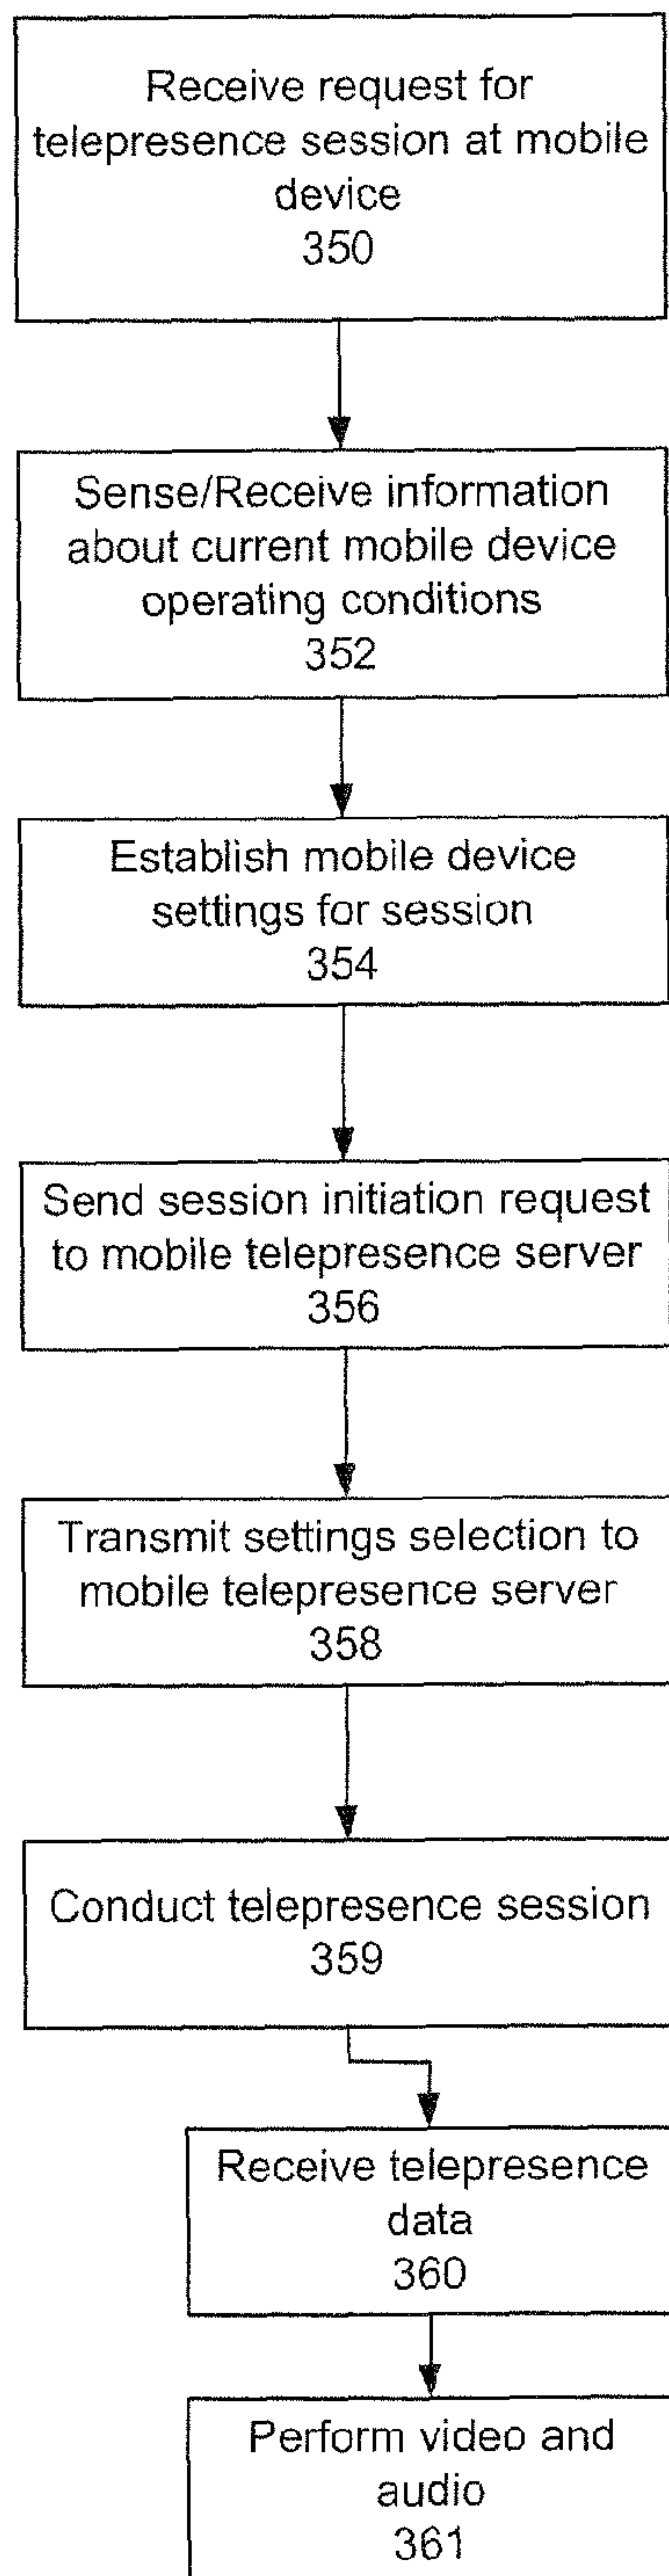 Receive request for
telepresence session at mobile
device
350
Sense/Receive information
about current mobile device
operating conditions
352
Establish mobile device
settings for session
354
Send session initiation request
to mobile telepresence server
356
Transmit settings selection to
mobile telepresence server
358
Conduct telepresence session
359
Receive telepresence
data
360
Perform video and
audio
361